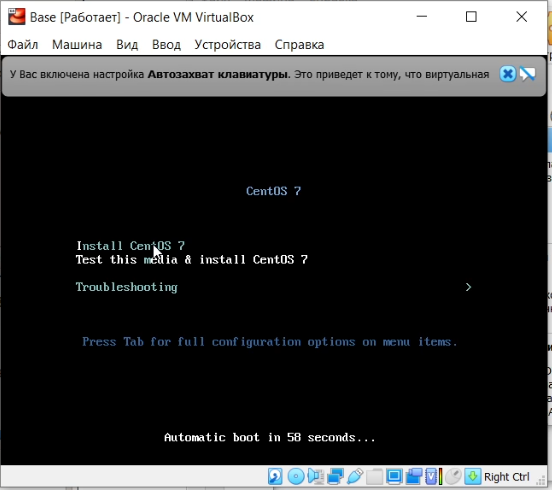 Base [Работает] - Oracle VM VirtualBox
Файл Машина Вид Ввод Устройства Справка
У Вас включена настройка Автозахват клавиатуры. Это приведет к тому, что виртуальная
CentOS 7
Install CentOS 7
Test this media & install CentOS 7
Troubleshooting >
Press Tab for full configuration options on menu items.
Automatic boot in 58 seconds...
Right Ctrl